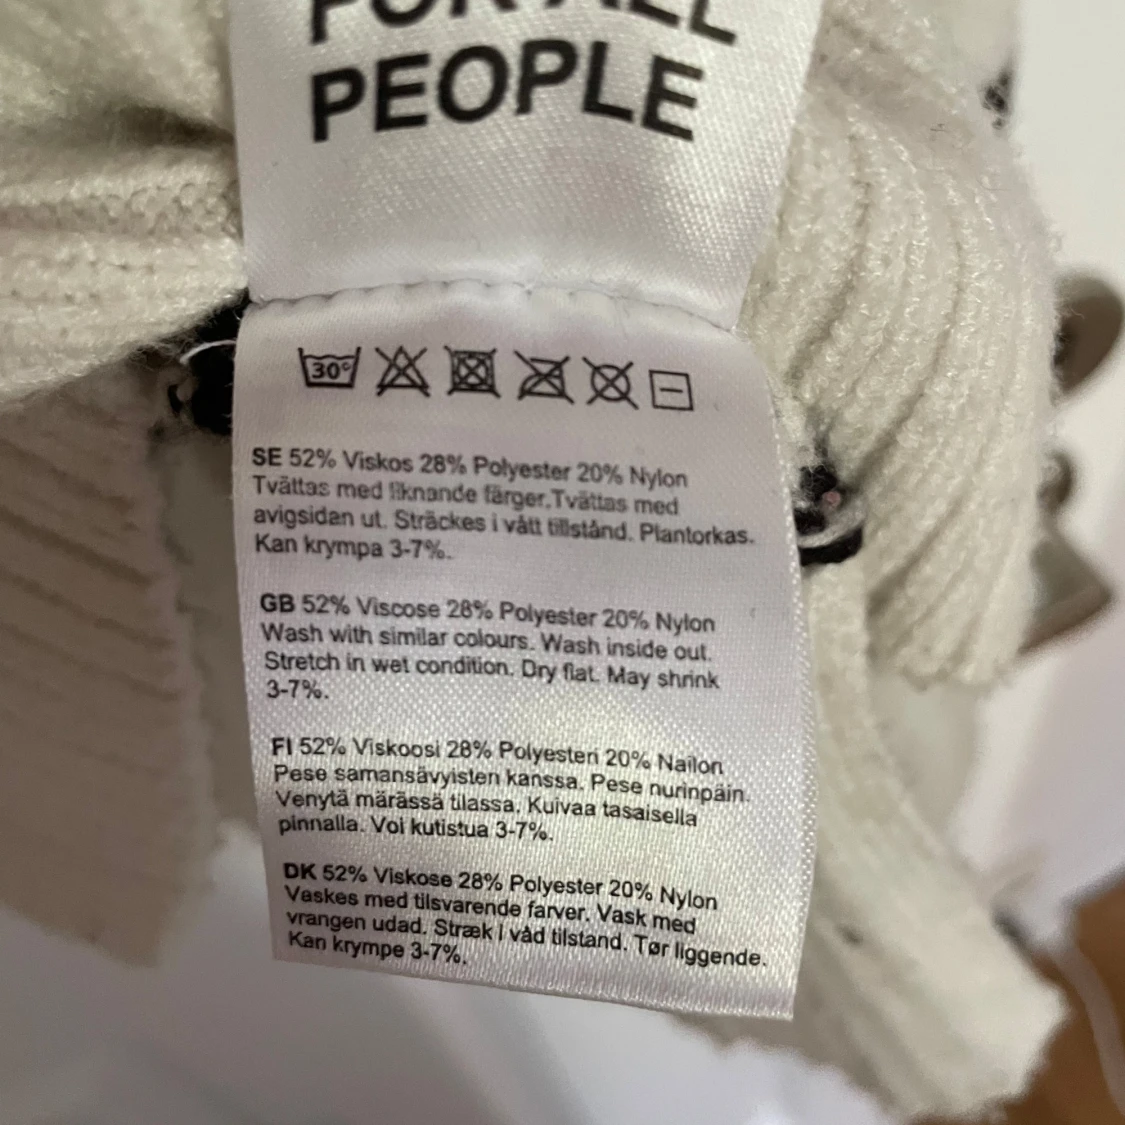 FOR ALL
PEOPLE
30°
SE 52% Viskos 28% Polyester 20% Nylon
Tvättas med liknande färger.Tvättas med
avigsidan ut. Sträckes i vått tillstånd. Plantorkas.
Kan krympa 3-7%.
GB 52% Viscose 28% Polyester 20% Nylon
Wash with similar colours. Wash inside out.
Stretch in wet condition. Dry flat. May shrink
3-7%.
FI 52% Viskoosi 28% Polyesteri 20% Nailon
Pese samansävyisten kanssa. Pese nurinpäin.
Venytä märässä tilassa. Kuivaa tasaisella
pinnalla. Voi kutistua 3-7%.
DK 52% Viskose 28% Polyester 20% Nylon
Vaskes med tilsvarende farver. Vask med
vrangen udad. Stræk i våd tilstand. Tør liggende.
Kan krympe 3-7%.